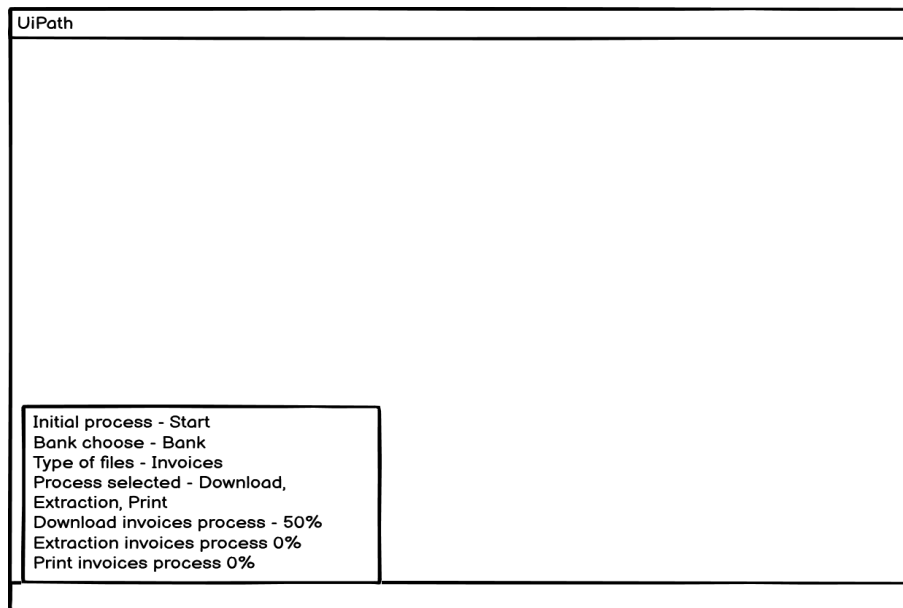 UiPath
Initial process - Start
Bank choose - Bank
Type of files - Invoices
Process selected - Download,
Extraction, Print
Download invoices process - 50%
Extraction invoices process 0%
Print invoices process 0%